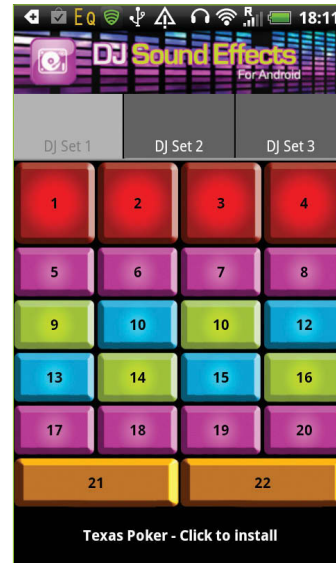 EQ R 18:11
DJ Sound Effects
For Android
DJ Set 1 DJ Set 2 DJ Set 3
1 2 3 4
5 6 7 8
9 10 10 12
13 14 15 16
17 18 19 20
21 22
Texas Poker - Click to install